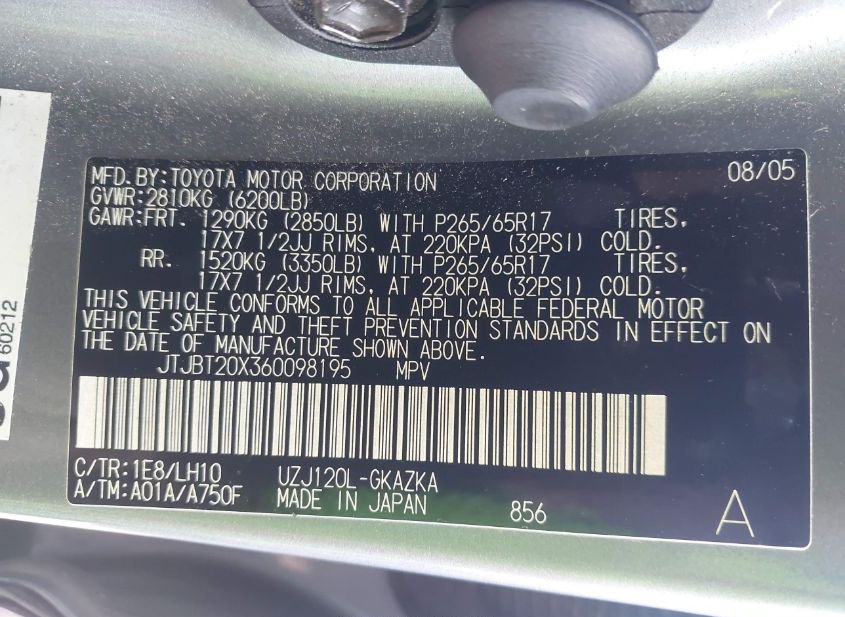 MFD.BY:TOYOTA MOTOR CORPORATION 08/05
GVWR:2810KG (6200LB)
GAWR:FRT. 1290KG (2850LB) WITH P265/65R17 TIRES,
17X7 1/2JJ RIMS, AT 220KPA (32PSI) COLD.
RR. 1520KG (3350LB) WITH P265/65R17 TIRES,
17X7 1/2JJ RIMS, AT 220KPA (32PSI) COLD.
THIS VEHICLE CONFORMS TO ALL APPLICABLE FEDERAL MOTOR
VEHICLE SAFETY AND THEFT PREVENTION STANDARDS IN EFFECT ON
THE DATE OF MANUFACTURE SHOWN ABOVE.
JTJBT20X360098195 MPV
C/TR:1E8/LH10 UZJ120L-GKAZKA
A/TM:A01A/A750F MADE IN JAPAN 856 A
60212